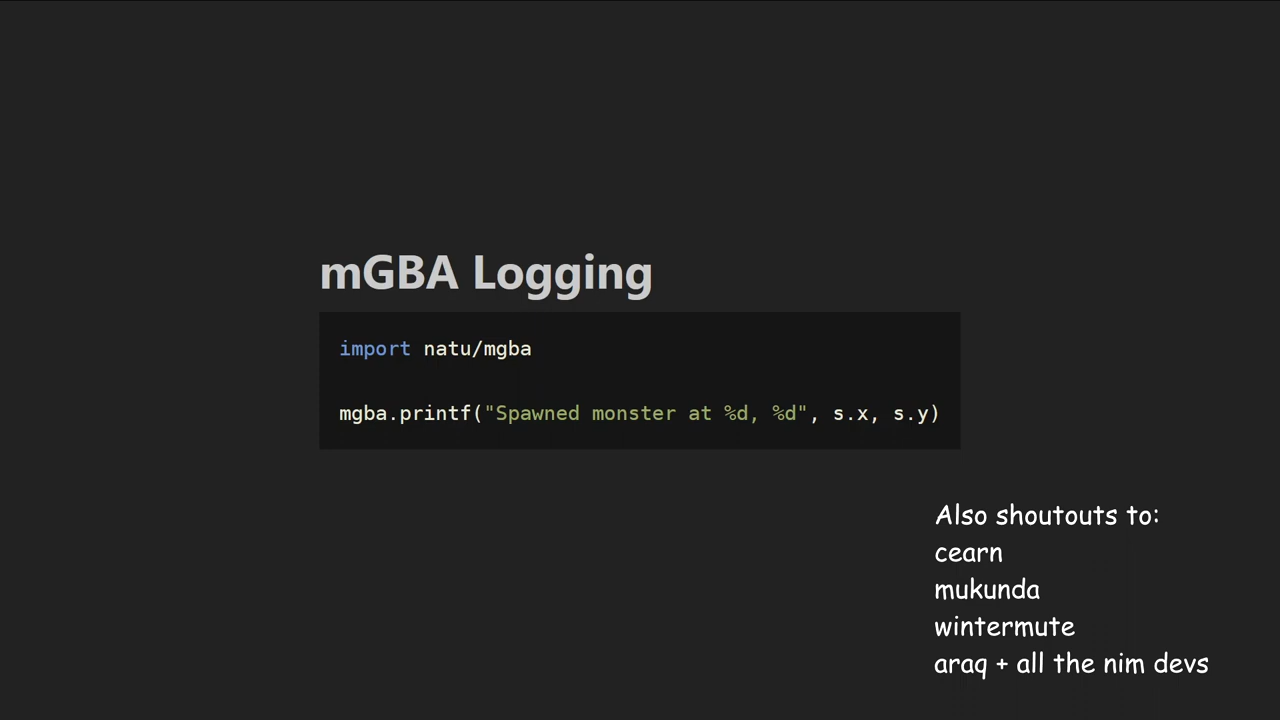 mGBA Logging
import natu/mgba
mgba.printf("Spawned monster at %d, %d", s.x, s.y)
Also shoutouts to:
cearn
mukunda
wintermute
araq + all the nim devs